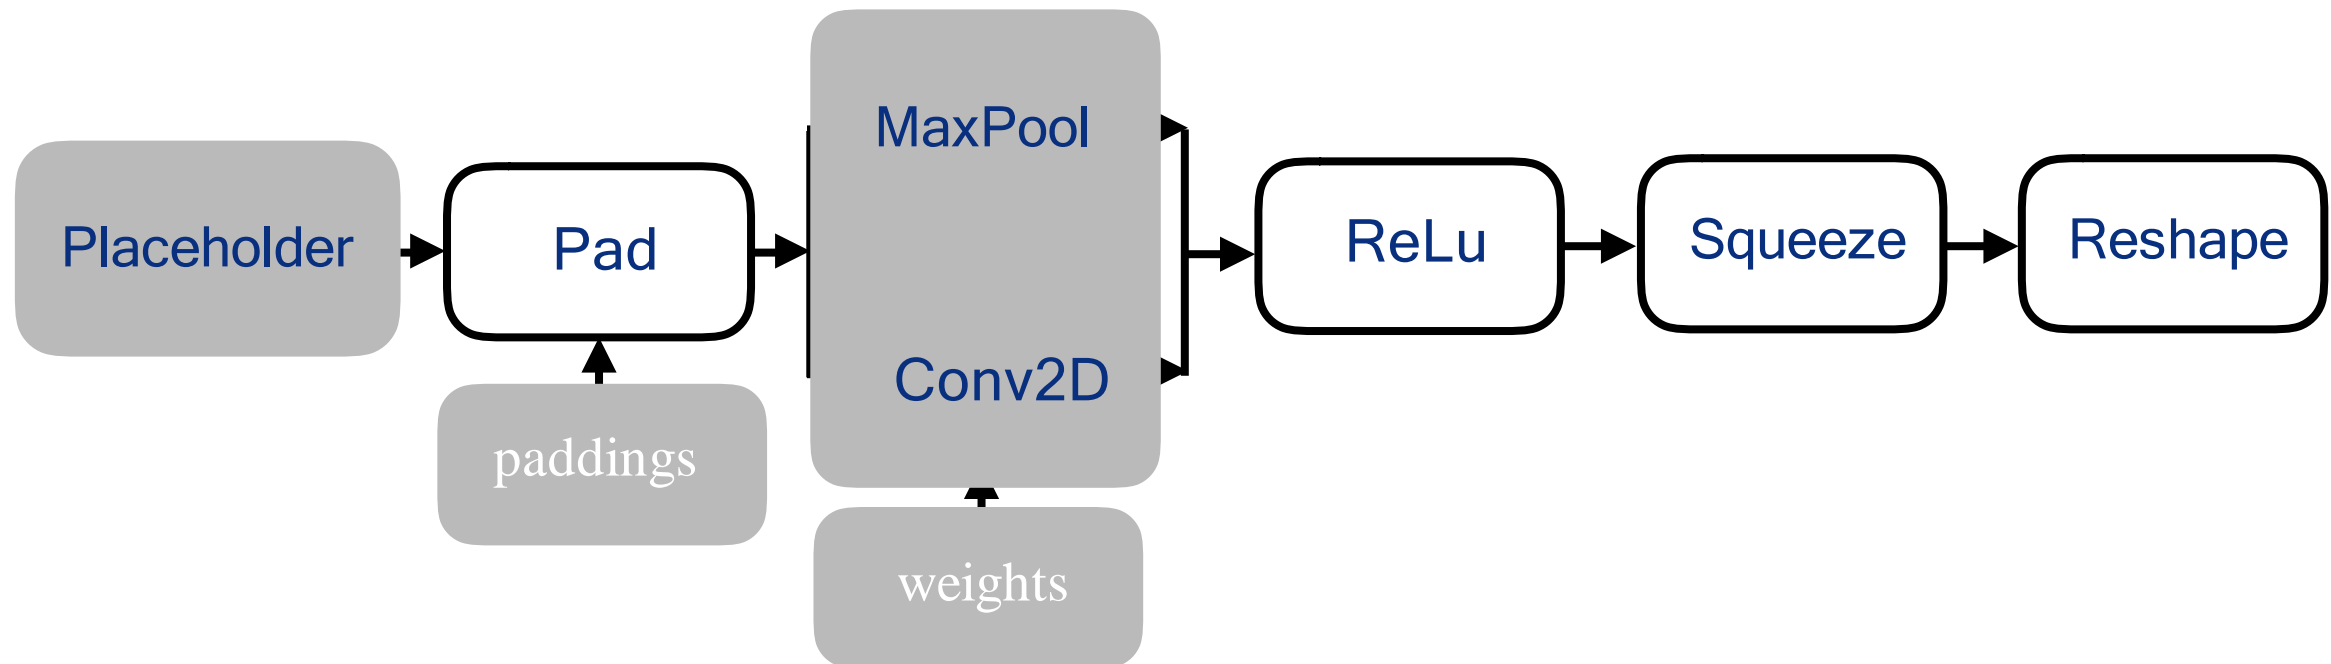 Placeholder
Pad
paddings
MaxPool
Conv2D
weights
ReLu
Squeeze
Reshape